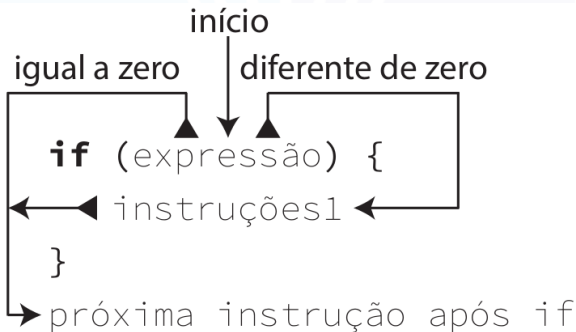 início
igual a zero diferente de zero
if (expressão) {
instruções1
}
próxima instrução após if